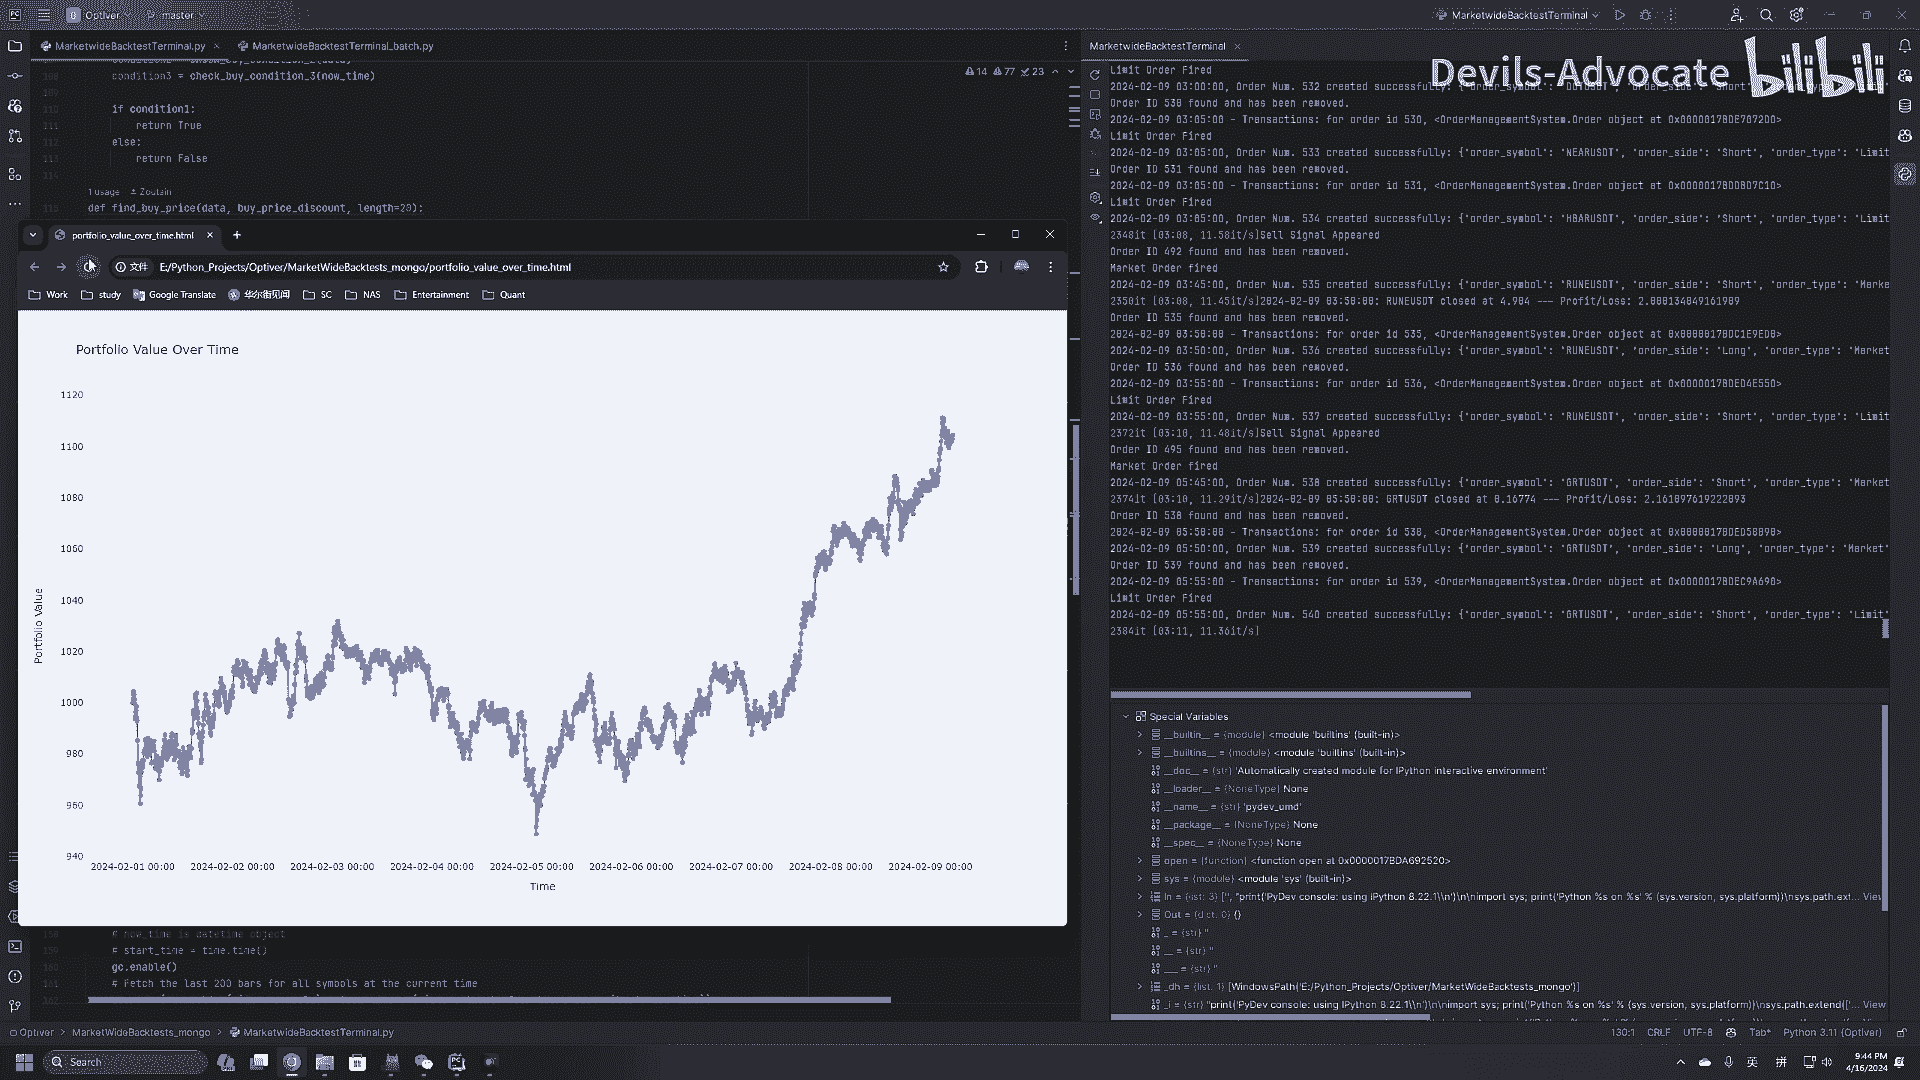 Optiver
master
MarketwideBacktestTerminal
MarketwideBacktestTerminal.py
MarketwideBacktestTerminal_batch.py
condition3 = check_buy_condition_3(now_time)
14 77 23
110 if condition1:
111 return True
112 else:
113 return False
114
1 usage Zoutsin
115 def find_buy_price(data, buy_price_discount, length=20):
portfolio_value_over_time.html
文件 E:/Python_Projects/Optiver/MarketWideBacktests_mongo/portfolio_value_over_time.html
Work study Google Translate 华尔街见闻 SC NAS Entertainment Quant
Portfolio Value Over Time
1120
1100
1080
1060
1040
1020
1000
980
960
940
Portfolio Value
2024-02-01 00:00 2024-02-02 00:00 2024-02-03 00:00 2024-02-04 00:00 2024-02-05 00:00 2024-02-06 00:00 2024-02-07 00:00 2024-02-08 00:00 2024-02-09 00:00
Time
158 # now_time is datetime object
159 # start_time = time.time()
160 gc.enable()
161 # Fetch the last 200 bars for all symbols at the current time
162
MarketwideBacktestTerminal
Devils-Advocate bilibili
Limit Order Fired
2024-02-09 03:00:00, Order Num. 532 created successfully: {'order_symbol':
Order ID 530 found and has been removed.
2024-02-09 03:05:00 - Transactions: for order id 530, <OrderManagementSystem.Order object at 0x0000017BDE7072D0>
Limit Order Fired
2024-02-09 03:05:00, Order Num. 533 created successfully: {'order_symbol': 'NEARUSDT', 'order_side': 'Short', 'order_type': 'Limit
Order ID 531 found and has been removed.
2024-02-09 03:05:00 - Transactions: for order id 531, <OrderManagementSystem.Order object at 0x0000017BDDBD7C10>
Limit Order Fired
2024-02-09 03:05:00, Order Num. 534 created successfully: {'order_symbol': 'HBARUSDT', 'order_side': 'Short', 'order_type': 'Limit
2348it [03:08, 11.58it/s]Sell Signal Appeared
Order ID 492 found and has been removed.
Market Order fired
2024-02-09 03:45:00, Order Num. 535 created successfully: {'order_symbol': 'RUNEUSDT', 'order_side': 'Short', 'order_type': 'Marke
2350it [03:08, 11.45it/s]2024-02-09 03:50:00: RUNEUSDT closed at 4.904 --- Profit/Loss: 2.080134049161909
Order ID 535 found and has been removed.
2024-02-09 03:50:00 - Transactions: for order id 535, <OrderManagementSystem.Order object at 0x0000017BDC1E9ED0>
2024-02-09 03:50:00, Order Num. 536 created successfully: {'order_symbol': 'RUNEUSDT', 'order_side': 'Long', 'order_type': 'Market
Order ID 536 found and has been removed.
2024-02-09 03:55:00 - Transactions: for order id 536, <OrderManagementSystem.Order object at 0x0000017BDED4E550>
Limit Order Fired
2024-02-09 03:55:00, Order Num. 537 created successfully: {'order_symbol': 'RUNEUSDT', 'order_side': 'Short', 'order_type': 'Limit
2372it [03:10, 11.48it/s]Sell Signal Appeared
Order ID 495 found and has been removed.
Market Order fired
2024-02-09 05:45:00, Order Num. 538 created successfully: {'order_symbol': 'GRTUSDT', 'order_side': 'Short', 'order_type': 'Market
2374it [03:10, 11.29it/s]2024-02-09 05:50:00: GRTUSDT closed at 0.16774 --- Profit/Loss: 2.161097619222893
Order ID 538 found and has been removed.
2024-02-09 05:50:00 - Transactions: for order id 538, <OrderManagementSystem.Order object at 0x0000017BDED5B890>
2024-02-09 05:50:00, Order Num. 539 created successfully: {'order_symbol': 'GRTUSDT', 'order_side': 'Long', 'order_type': 'Market'
Order ID 539 found and has been removed.
2024-02-09 05:55:00 - Transactions: for order id 539, <OrderManagementSystem.Order object at 0x0000017BDEC9A690>
Limit Order Fired
2024-02-09 05:55:00, Order Num. 540 created successfully: {'order_symbol': 'GRTUSDT', 'order_side': 'Short', 'order_type': 'Limit'
2384it [03:11, 11.36it/s]
Special Variables
__builtin__ = {module} <module 'builtins' (built-in)>
__builtins__ = {module} <module 'builtins' (built-in)>
__doc__ = {str} 'Automatically created module for IPython interactive environment'
__loader__ = {NoneType} None
__name__ = {str} 'pydev_umd'
__package__ = {NoneType} None
__spec__ = {NoneType} None
open = {function} <function open at 0x0000017BDA692520>
sys = {module} <module 'sys' (built-in)>
In = {list: 3} ['', "print('PyDev console: using IPython 8.22.1\\n')\n\nimport sys; print('Python %s on %s' % (sys.version, sys.platform))\nsys.path.ext... View
Out = {dict: 0} {}
_ = {str} ''
__ = {str} ''
___ = {str} ''
_dh = {list: 1} [WindowsPath('E:/Python_Projects/Optiver/MarketWideBacktests_mongo')]
_i = {str} "print('PyDev console: using IPython 8.22.1\\n')\n\nimport sys; print('Python %s on %s' % (sys.version, sys.platform))\nsys.path.extend(['... View
Optiver > MarketWideBacktests_mongo > MarketwideBacktestTerminal.py
130:1 CRLF UTF-8 Tab* Python 3.11 (Optiver)
Search
英 拼
9:44 PM
4/16/2024